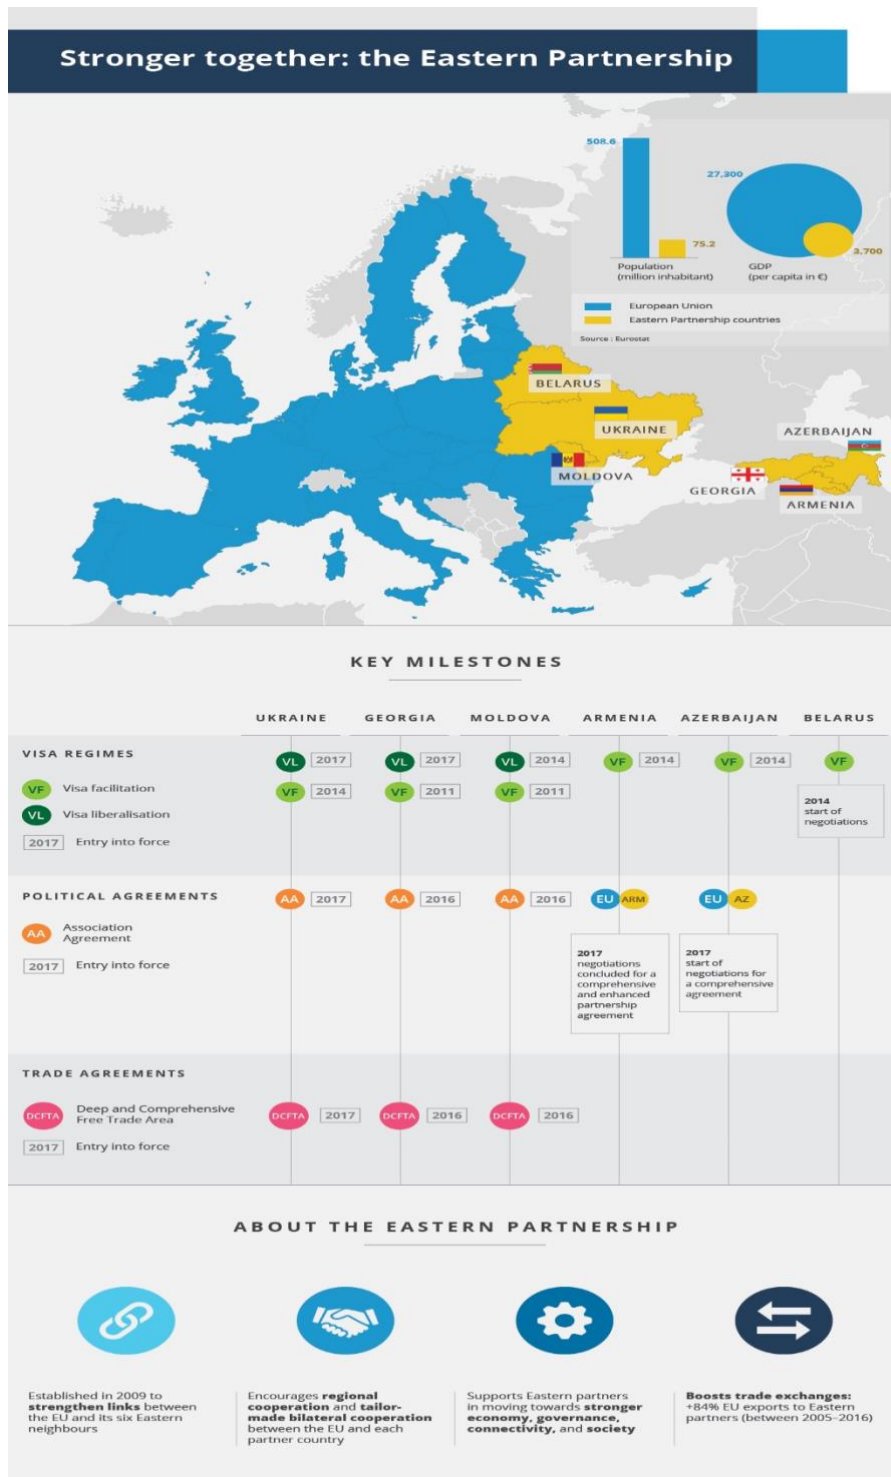 Stronger together: the Eastern Partnership
508.6
27,300
75.2
3,700
Population
(million inhabitant)
GDP
(per capita in €)
European Union
Eastern Partnership countries
Source : Eurostat
BELARUS
UKRAINE
MOLDOVA
AZERBAIJAN
GEORGIA
ARMENIA
KEY MILESTONES
UKRAINE GEORGIA MOLDOVA ARMENIA AZERBAIJAN BELARUS
VISA REGIMES
VF Visa facilitation
VL Visa liberalisation
2017 Entry into force
VL 2017 VL 2017 VL 2014 VF 2014 VF 2014 VF
VF 2014 VF 2011 VF 2011
2014
start of
negotiations
POLITICAL AGREEMENTS
AA Association
Agreement
2017 Entry into force
AA 2017 AA 2016 AA 2016 EU ARM EU AZ
2017
negotiations
concluded for a
comprehensive
and enhanced
partnership
agreement
2017
start of
negotiations for
a comprehensive
agreement
TRADE AGREEMENTS
DCFTA Deep and Comprehensive
Free Trade Area
2017 Entry into force
DCFTA 2017 DCFTA 2016 DCFTA 2016
ABOUT THE EASTERN PARTNERSHIP
Established in 2009 to
strengthen links between
the EU and its six Eastern
neighbours
Encourages regional
cooperation and tailor-
made bilateral cooperation
between the EU and each
partner country
Supports Eastern partners
in moving towards stronger
economy, governance,
connectivity, and society
Boosts trade exchanges:
+84% EU exports to Eastern
partners (between 2005–2016)